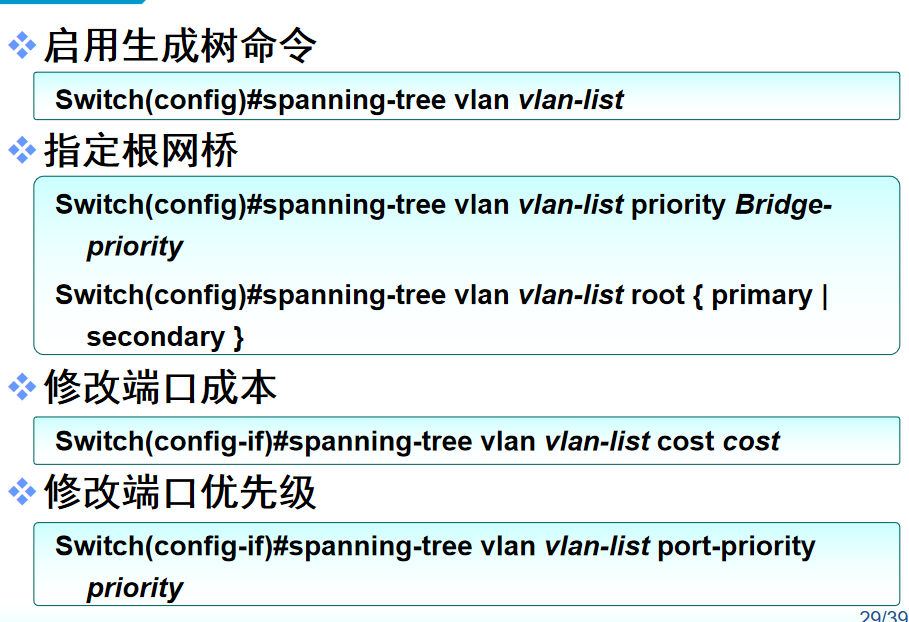 启用生成树命令
Switch(config)#spanning-tree vlan vlan-list
指定根网桥
Switch(config)#spanning-tree vlan vlan-list priority Bridge-
priority
Switch(config)#spanning-tree vlan vlan-list root { primary |
secondary }
修改端口成本
Switch(config-if)#spanning-tree vlan vlan-list cost cost
修改端口优先级
Switch(config-if)#spanning-tree vlan vlan-list port-priority
priority
29/39